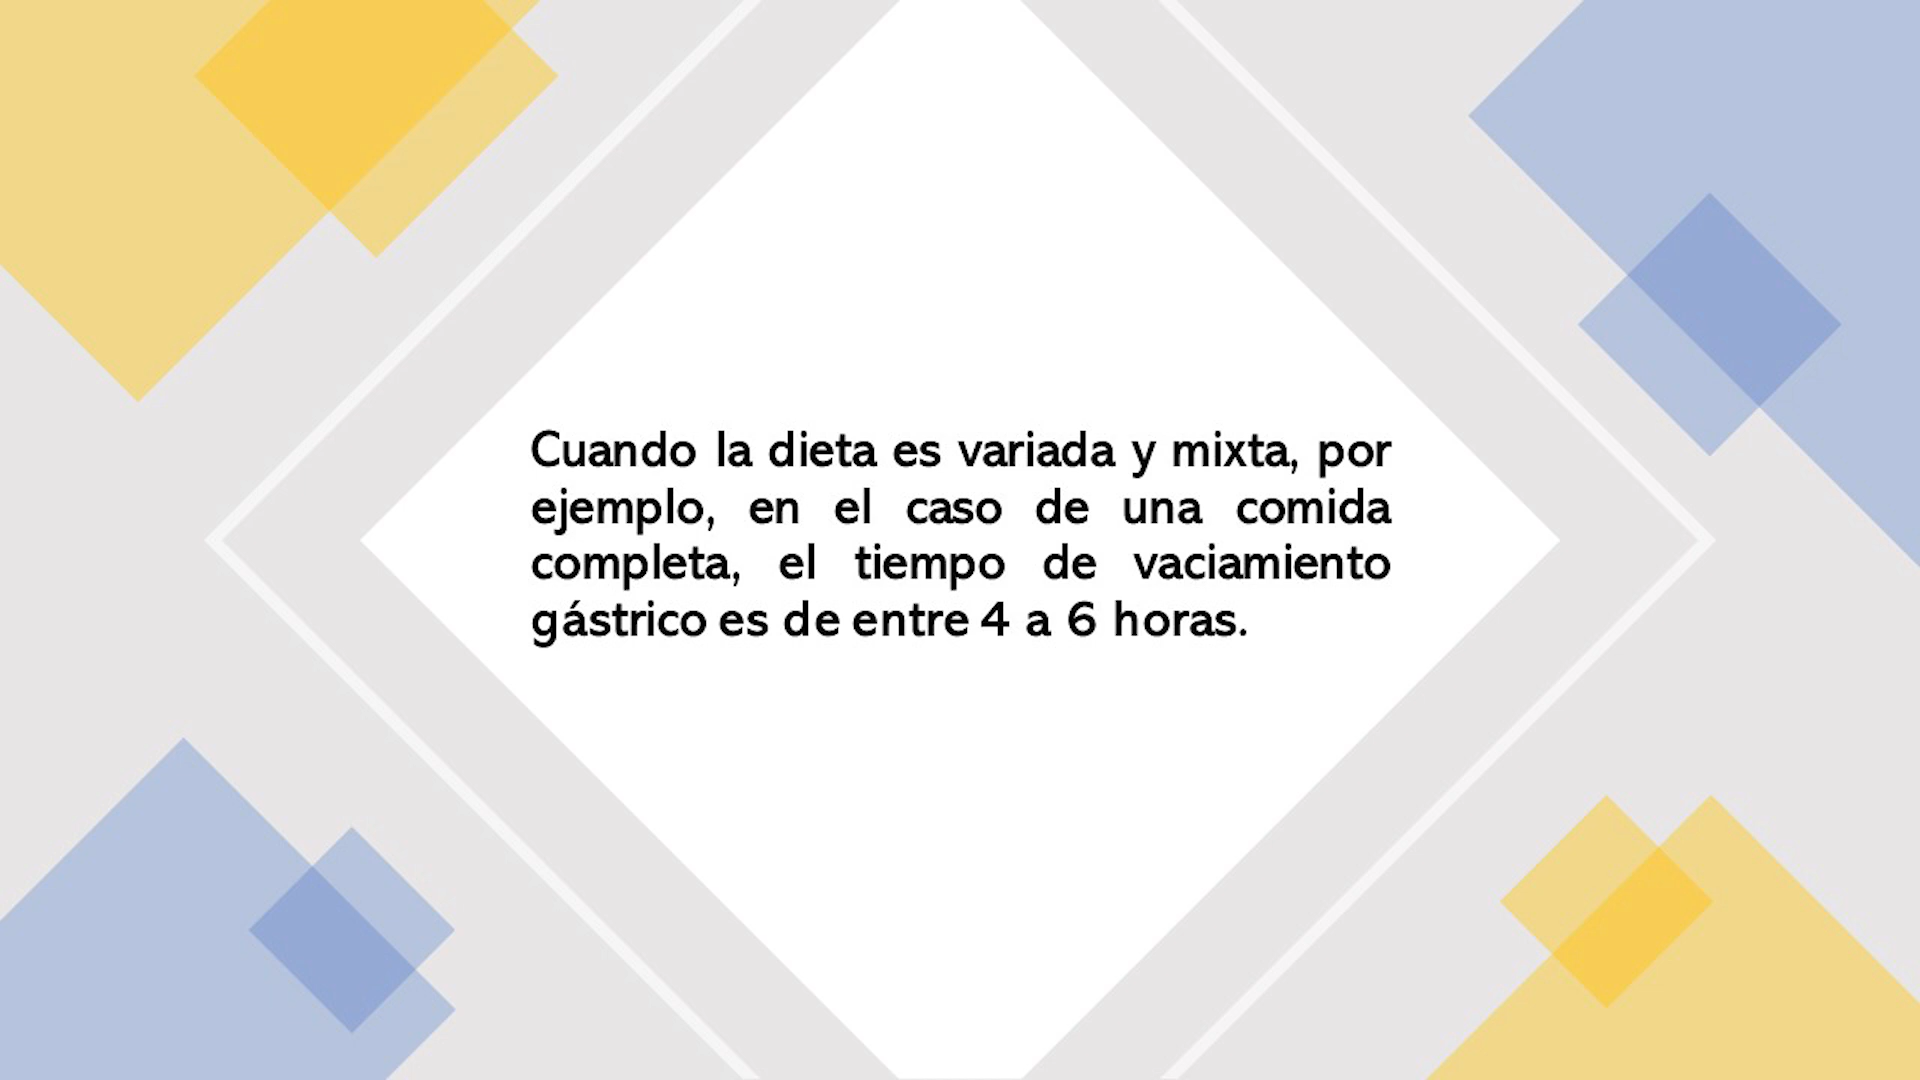 Cuando la dieta es variada y mixta, por
ejemplo, en el caso de una comida
completa, el tiempo de vaciamiento
gástrico es de entre 4 a 6 horas.